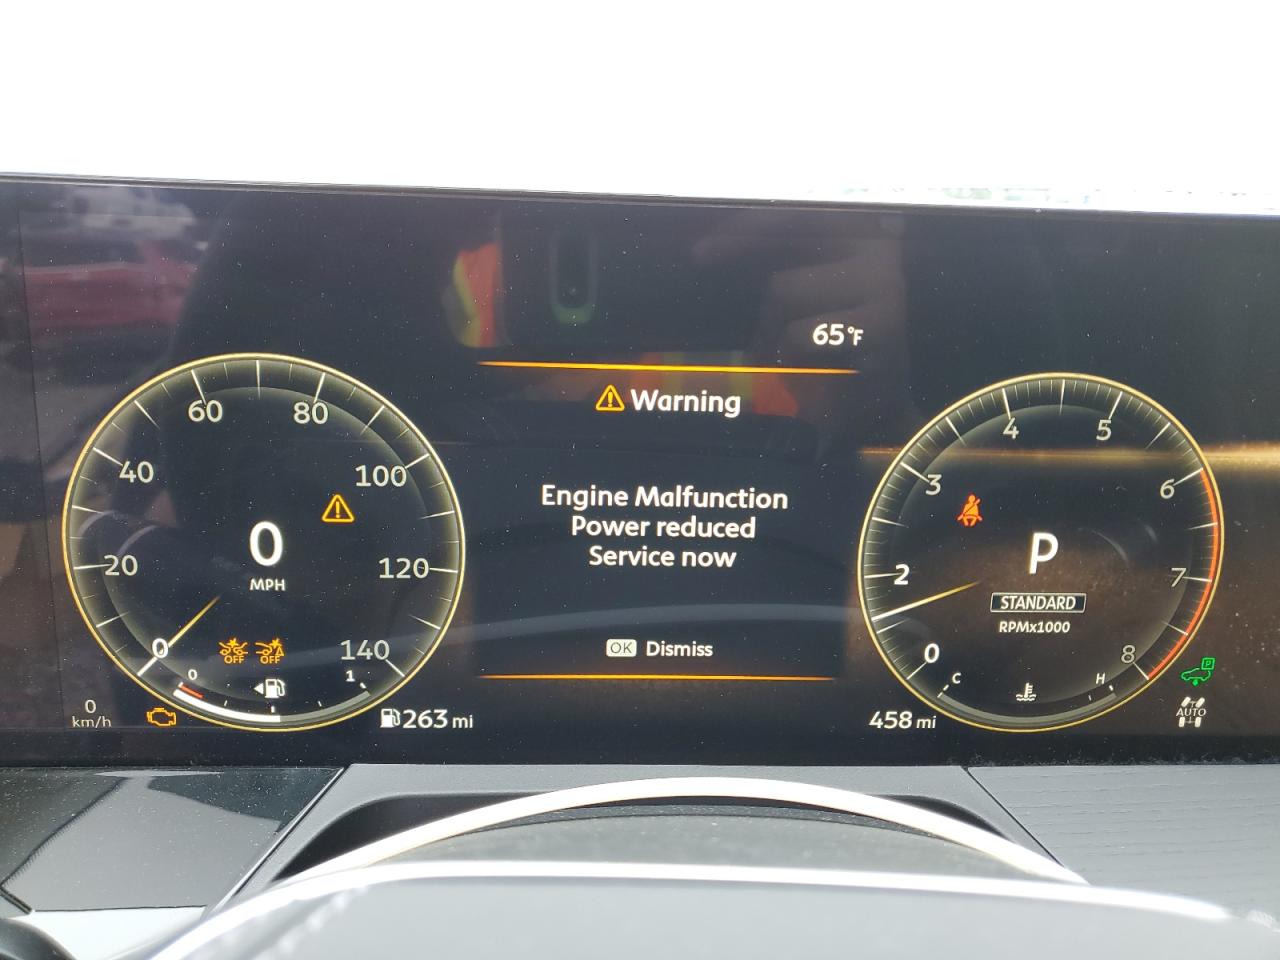 65°F
Warning
Engine Malfunction
Power reduced
Service now
OK Dismiss
0
20
40
60
80
100
120
140
0
MPH
OFF OFF
0 1
0
km/h
263 mi
0
2
3
4
5
6
7
8
P
STANDARD
RPMx1000
C H
458 mi
P
AUTO